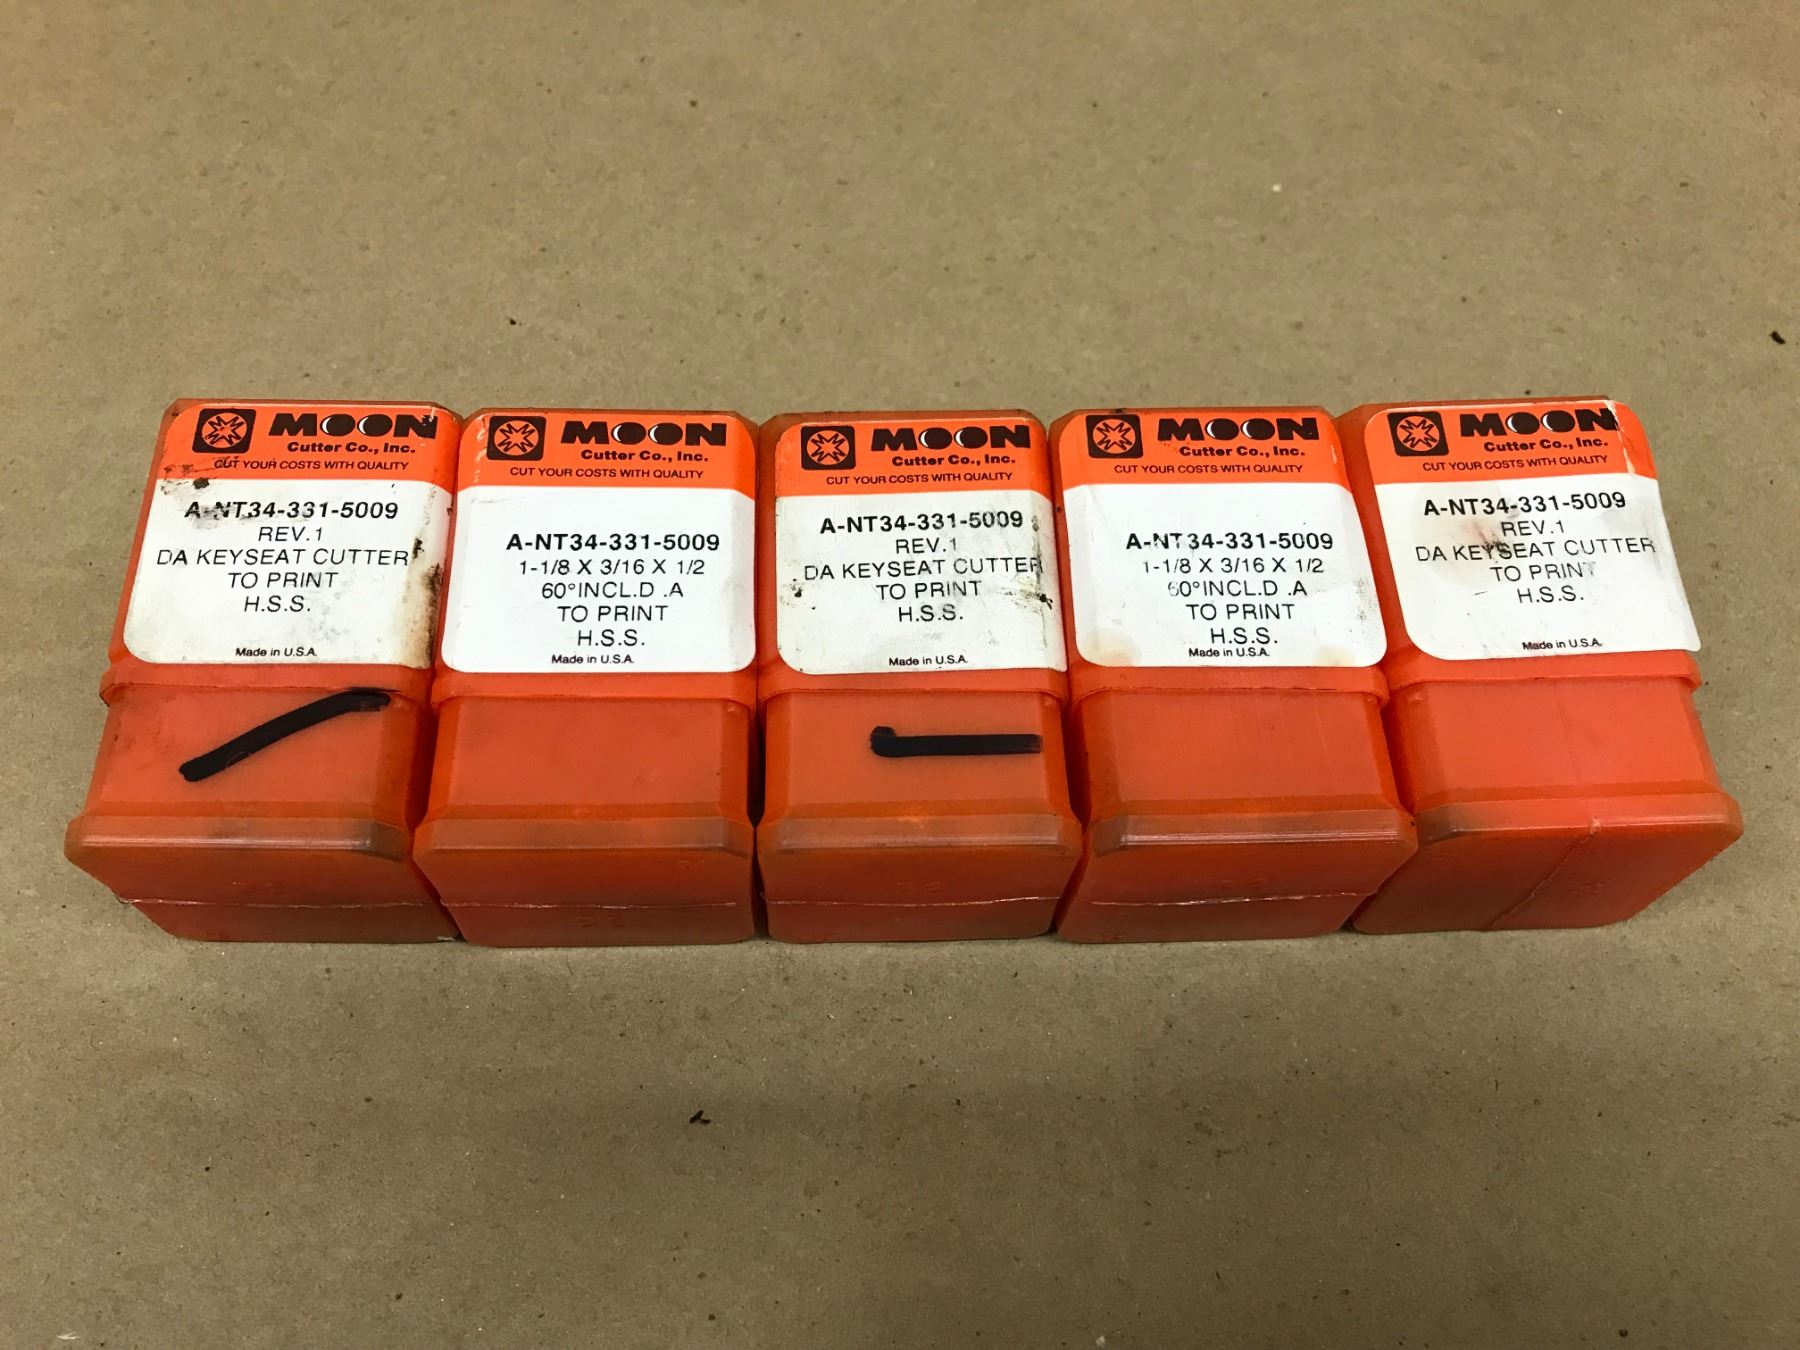 MOON
Cutter Co., Inc.
CUT YOUR COSTS WITH QUALITY
A-NT34-331-5009
REV.1
DA KEYSEAT CUTTER
TO PRINT
H.S.S.
Made in U.S.A.
MOON
Cutter Co., Inc.
CUT YOUR COSTS WITH QUALITY
A-NT34-331-5009
1-1/8 X 3/16 X 1/2
60°INCL.D .A
TO PRINT
H.S.S.
Made in U.S.A.
MOON
Cutter Co., Inc.
CUT YOUR COSTS WITH QUALITY
A-NT34-331-5009
REV.1
DA KEYSEAT CUTTER
TO PRINT
H.S.S.
Made in U.S.A.
MOON
Cutter Co., Inc.
CUT YOUR COSTS WITH QUALITY
A-NT34-331-5009
1-1/8 X 3/16 X 1/2
60°INCL.D .A
TO PRINT
H.S.S.
Made in U.S.A.
MOON
Cutter Co., Inc.
CUT YOUR COSTS WITH QUALITY
A-NT34-331-5009
REV.1
DA KEYSEAT CUTTER
TO PRINT
H.S.S.
Made in U.S.A.